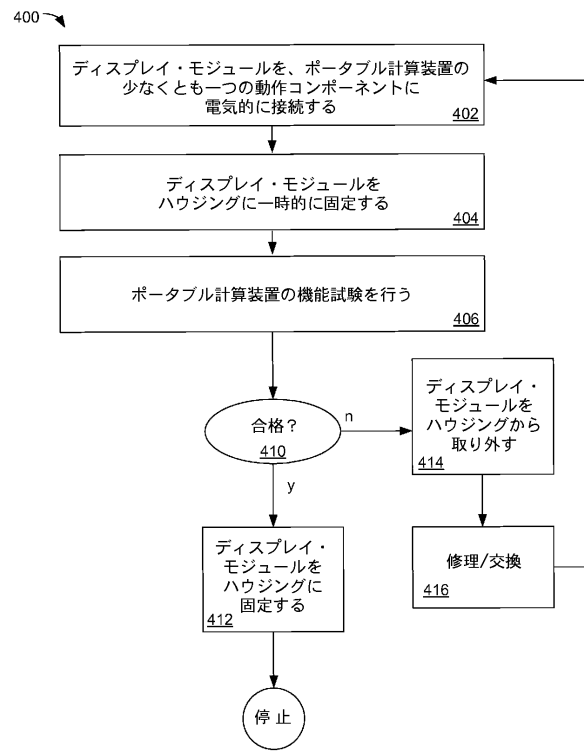 400
ディスプレイ・モジュールを、ポータブル計算装置の
少なくとも一つの動作コンポーネントに
電気的に接続する
402
ディスプレイ・モジュールを
ハウジングに一時的に固定する
404
ポータブル計算装置の機能試験を行う
406
合格？
410
n
y
ディスプレイ・
モジュールを
ハウジングから
取り外す
414
修理/交換
416
ディスプレイ・
モジュールを
ハウジングに
固定する
412
停止